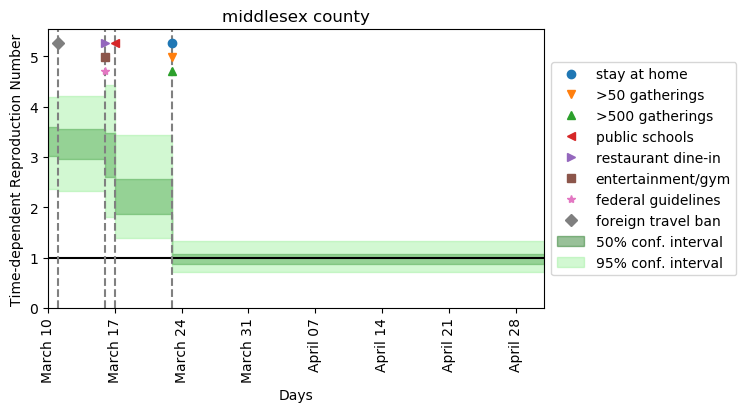 middlesex county
Time-dependent Reproduction Number
5
4
3
2
1
0
March 10
March 17
March 24
March 31
April 07
April 14
April 21
April 28
Days
stay at home
>50 gatherings
>500 gatherings
public schools
restaurant dine-in
entertainment/gym
federal guidelines
foreign travel ban
50% conf. interval
95% conf. interval